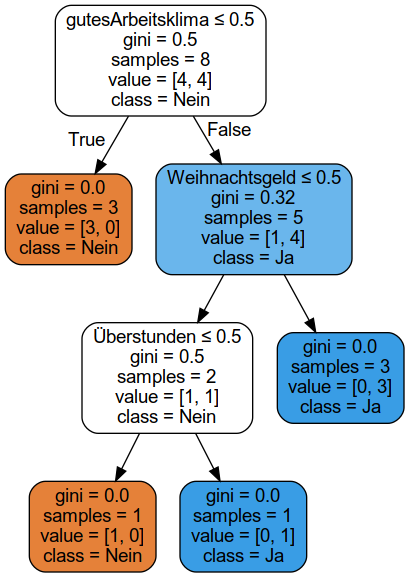 gutesArbeitsklima ≤ 0.5
gini = 0.5
samples = 8
value = [4, 4]
class = Nein
True
False
gini = 0.0
samples = 3
value = [3, 0]
class = Nein
Weihnachtsgeld ≤ 0.5
gini = 0.32
samples = 5
value = [1, 4]
class = Ja
Überstunden ≤ 0.5
gini = 0.5
samples = 2
value = [1, 1]
class = Nein
gini = 0.0
samples = 3
value = [0, 3]
class = Ja
gini = 0.0
samples = 1
value = [1, 0]
class = Nein
gini = 0.0
samples = 1
value = [0, 1]
class = Ja